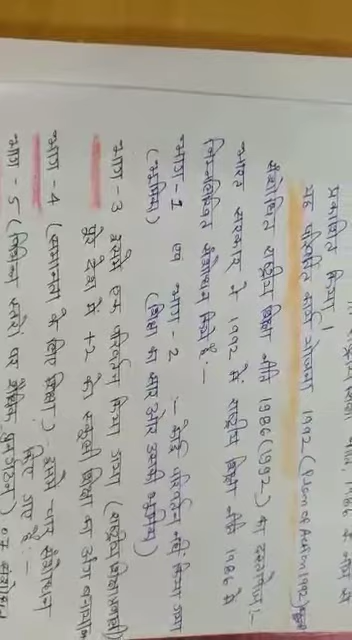 प्रकाशित किया।
यह परिवर्तित कार्य योजना 1992 (Plan of Action 1992)
संशोधित राष्ट्रीय शिक्षा नीति 1986 (1992) का दस्तावेज :-
भारत सरकार ने 1992 में राष्ट्रीय शिक्षा नीति 1986 में
निम्नलिखित संशोधन किये हैं :-
भाग - 1 एवं भाग - 2 :- कोई परिवर्तन नहीं किया गया
(भूमिका) (शिक्षा का सार और उसकी भूमिका)
भाग - 3 इसमें एक परिवर्तन किया गया (राष्ट्रीय शिक्षा प्रणाली)
पूरे देश में +2 को स्कूली शिक्षा का अंग बनाया
भाग - 4 (समानता के लिए शिक्षा) - इसमें चार संशोधन
किए गए हैं :-
भाग - 5 (विभिन्न स्तरों पर शैक्षिक पुनर्गठन)